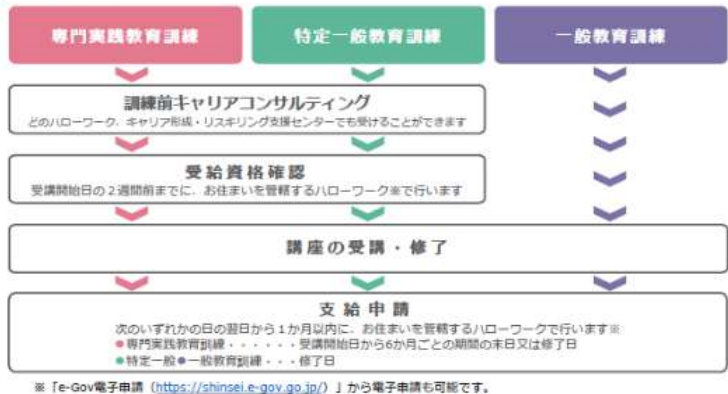 専門実践教育訓練
特定一般教育訓練
一般教育訓練
訓練前キャリアコンサルティング
どのハローワーク、キャリア形成・リスキリング支援センターでも受けることができます
受給資格確認
受講開始日の２週間前までに、お住まいを管轄するハローワーク※で行います
講座の受講・修了
支給申請
次のいずれかの日の翌日から１か月以内に、お住まいを管轄するハローワークで行います※
●専門実践教育訓練・・・・・・受講開始日から6か月ごとの期間の末日又は修了日
●特定一般●一般教育訓練・・・修了日
※「e-Gov電子申請（https://shinsei.e-gov.go.jp/）」から電子申請も可能です。